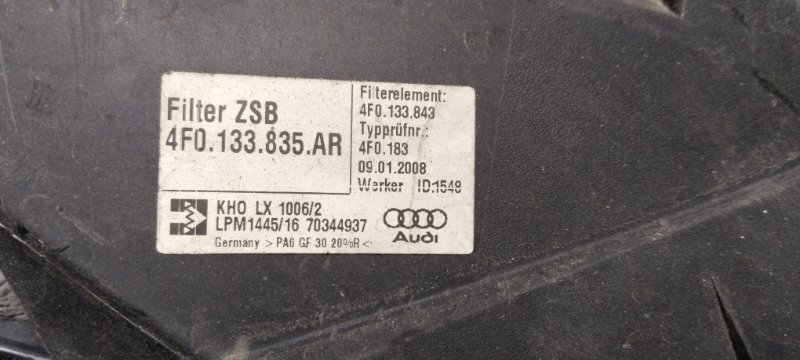 Filter ZSB
4F0.133.835.AR
Filterelement:
4F0.133.843
Typprüfnr.:
4F0.183
09.01.2008
Werker ID:1548
KHO LX 1006/2
LPM1445/16 70344937
Germany >PA6 GF 30 20%R<
Audi